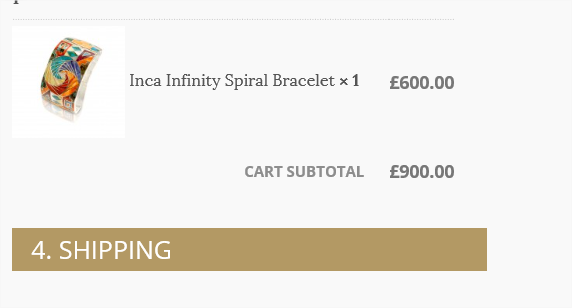 Inca Infinity Spiral Bracelet × 1 £600.00
CART SUBTOTAL £900.00
4. SHIPPING